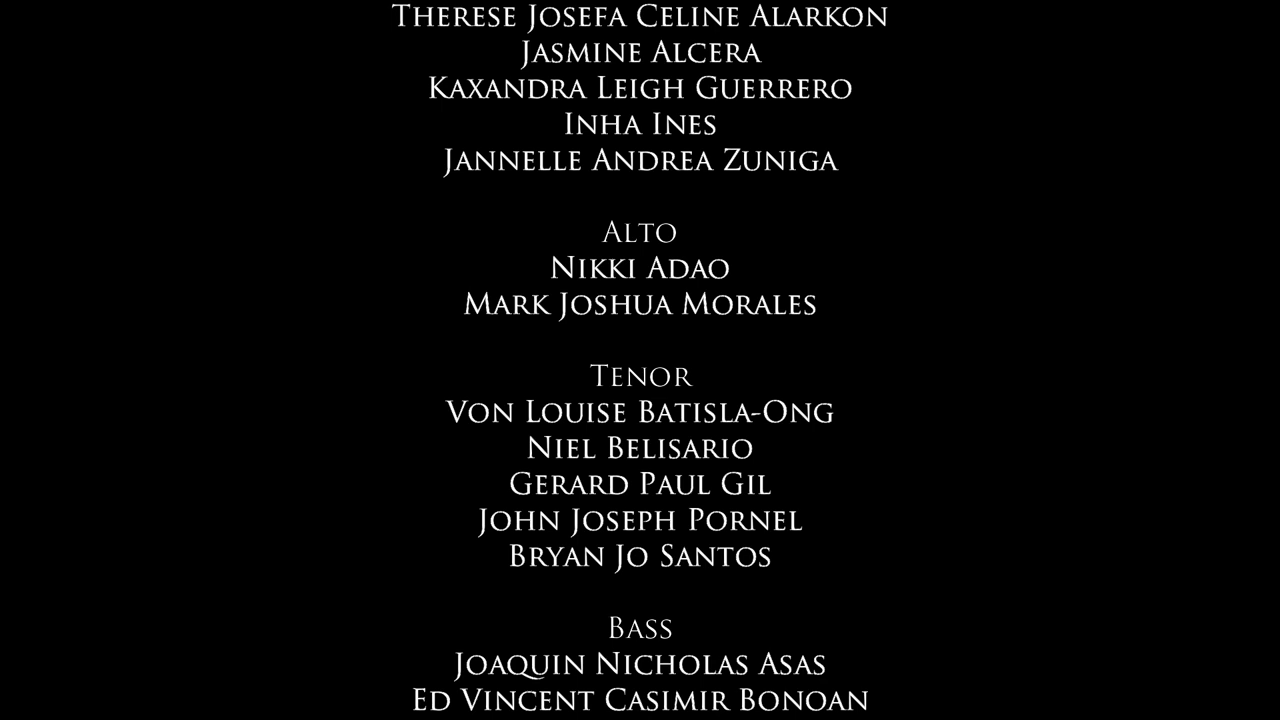 Therese Josefa Celine Alarkon
Jasmine Alcera
Kaxandra Leigh Guerrero
Inha Ines
Jannelle Andrea Zuniga
Alto
Nikki Adao
Mark Joshua Morales
Tenor
Von Louise Batisla-Ong
Niel Belisario
Gerard Paul Gil
John Joseph Pornel
Bryan Jo Santos
Bass
Joaquin Nicholas Asas
Ed Vincent Casimir Bonoan